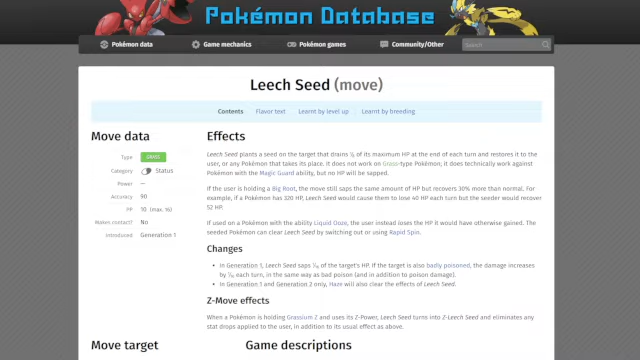 Pokémon Database
Pokémon data
Game mechanics
Pokémon games
Community/Other
Search
Leech Seed (move)
Contents
Flavor text
Learnt by level up
Learnt by breeding
Move data
Type GRASS
Category Status
Power —
Accuracy 90
PP 10 (max. 16)
Makes contact? No
Introduced Generation 1
Effects
Leech Seed plants a seed on the target that drains ⅛ of its maximum HP at the end of each turn and restores it to the
user, or any Pokémon that takes its place. It does not work on Grass-type Pokémon; it does technically work against
Pokémon with the Magic Guard ability, but no HP will be sapped.
If the user is holding a Big Root, the move still saps the same amount of HP but recovers 30% more than normal. For
example, if a Pokémon has 320 HP, Leech Seed would cause them to lose 40 HP each turn but the seeder would recover
52 HP.
If used on a Pokémon with the ability Liquid Ooze, the user instead loses the HP it would have otherwise gained. The
seeded Pokémon can clear Leech Seed by switching out or using Rapid Spin.
Changes
• In Generation 1, Leech Seed saps 1⁄16 of the target's HP. If the target is also badly poisoned, the damage increases
by 1⁄16 each turn, in the same way as bad poison (and in addition to poison damage).
• In Generation 1 and Generation 2 only, Haze will also clear the effects of Leech Seed.
Z-Move effects
When a Pokémon is holding Grassium Z and uses its Z-Power, Leech Seed turns into Z-Leech Seed and eliminates any
stat drops applied to the user, in addition to its usual effect as above.
Move target
Game descriptions